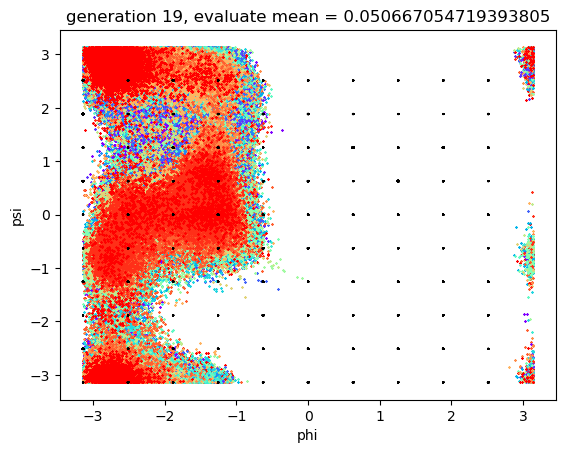 generation 19, evaluate mean = 0.050667054719393805
3
2
1
0
−1
−2
−3
psi
−3 −2 −1 0 1 2 3
phi